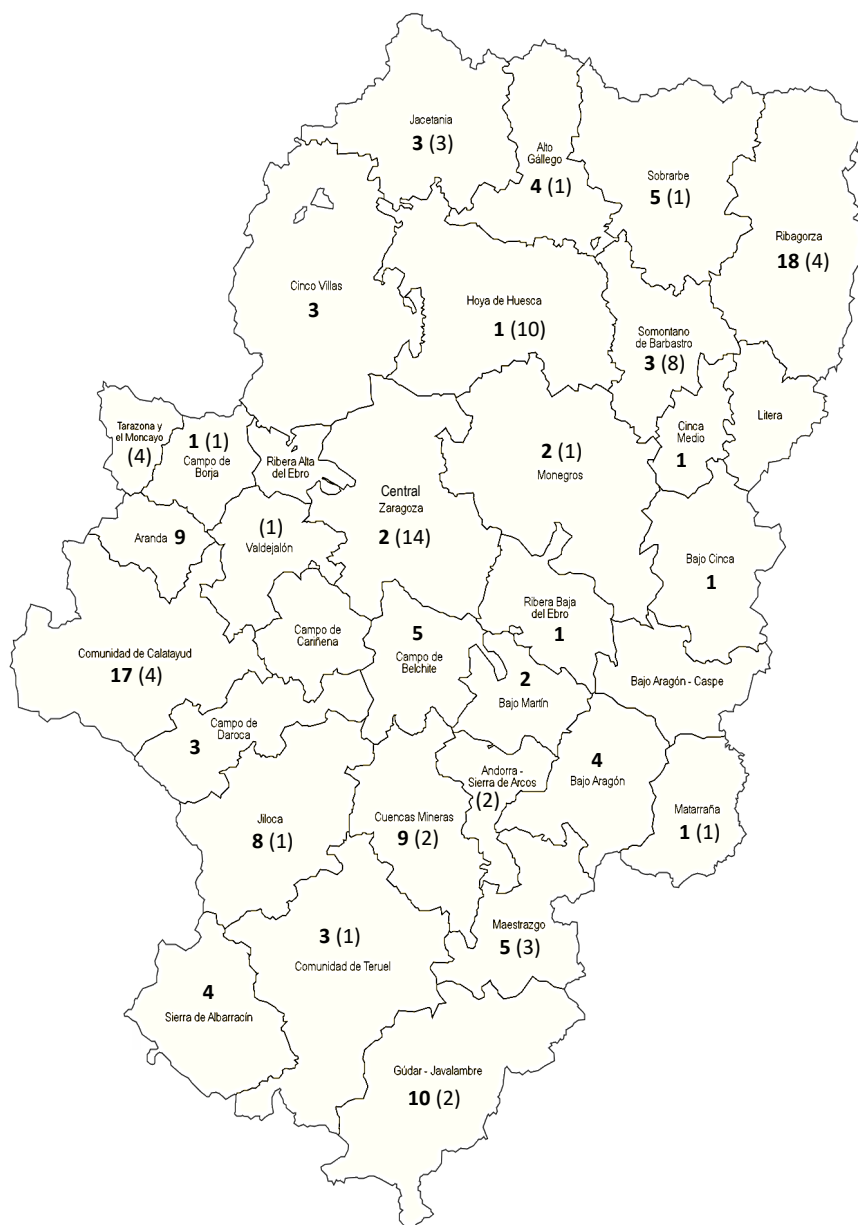 Jacetania
3 (3)
Alto
Gállego
4 (1)
Sobrarbe
5 (1)
Ribagorza
18 (4)
Cinco Villas
3
Hoya de Huesca
1 (10)
Somontano
de Barbastro
3 (8)
Litera
Tarazona y
el Moncayo
(4)
1 (1)
Campo de
Borja
Ribera Alta
del Ebro
Cinca
Medio
1
2 (1)
Monegros
Central
Zaragoza
2 (14)
Aranda 9
(1)
Valdejalón
Bajo Cinca
1
Ribera Baja
del Ebro
1
Campo de
Cariñena
5
Campo de
Belchite
Comunidad de Calatayud
17 (4)
2
Bajo Martín
Bajo Aragón - Caspe
Campo de
Daroca
3
4
Bajo Aragón
Andorra -
Sierra de Arcos
(2)
Matarraña
1 (1)
Jiloca
8 (1)
Cuencas Mineras
9 (2)
Maestrazgo
5 (3)
3 (1)
Comunidad de Teruel
4
Sierra de Albarracín
Gúdar - Javalambre
10 (2)